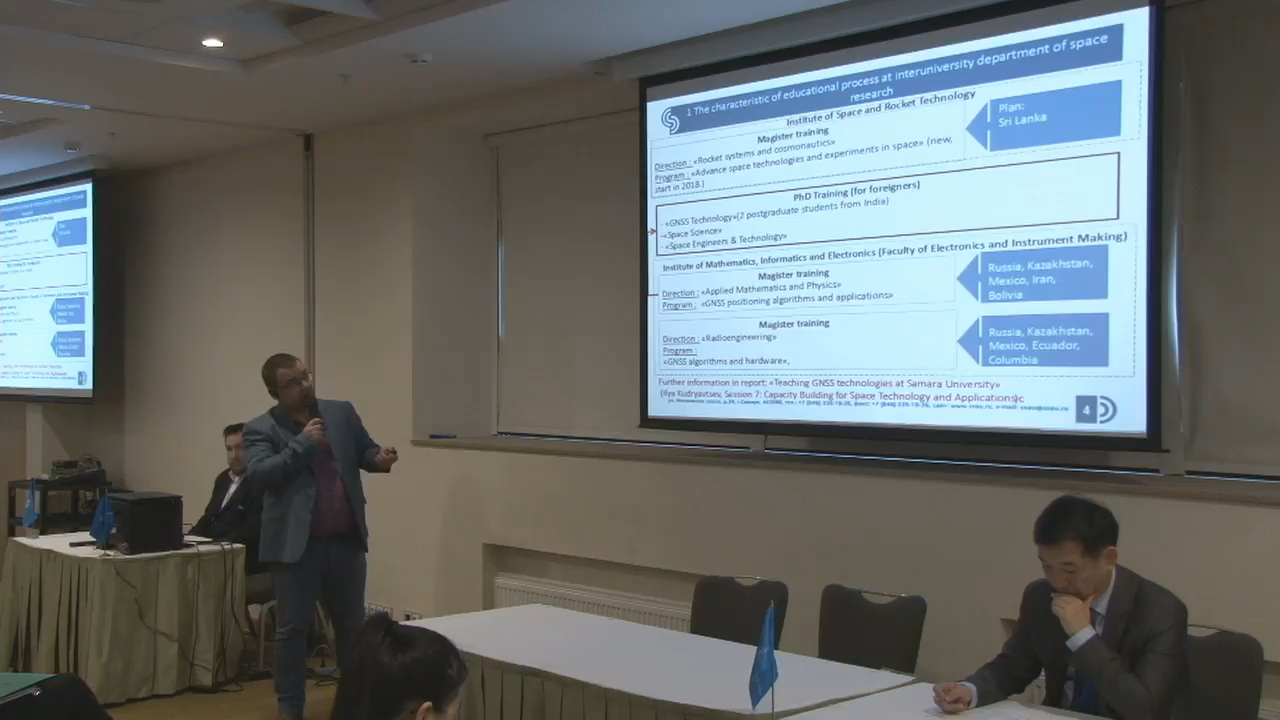 1 The characteristic of educational process at interuniversity department of space
research
Institute of Space and Rocket Technology
Magister training
Direction : «Rocket systems and cosmonautics»
Program : «Advance space technologies and experiments in space» (new,
start in 2018.)
Plan:
Sri Lanka
PhD Training (for foreigners)
- «GNSS Technology»(2 postgraduate students from India)
-«Space Science»
-«Space Engineers & Technology»
Institute of Mathematics, Informatics and Electronics (Faculty of Electronics and Instrument Making)
Magister training
Direction : «Applied Mathematics and Physics»
Program : «GNSS positioning algorithms and applications»
Russia, Kazakhstan,
Mexico, Iran,
Bolivia
Magister training
Direction : «Radioengineering»
Program :
«GNSS algorithms and hardware»,
Russia, Kazakhstan,
Mexico, Ecuador,
Columbia
Further information in report: «Teaching GNSS technologies at Samara University»
(Ilya Kudryavtsev, Session 7: Capacity Building for Space Technology and Applications)c
4